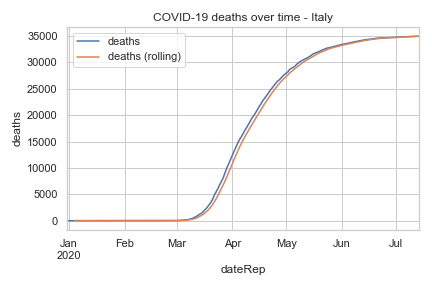 COVID-19 deaths over time - Italy
deaths
deaths (rolling)
35000
30000
25000
20000
15000
10000
5000
0
deaths
Jan Feb Mar Apr May Jun Jul
2020
dateRep